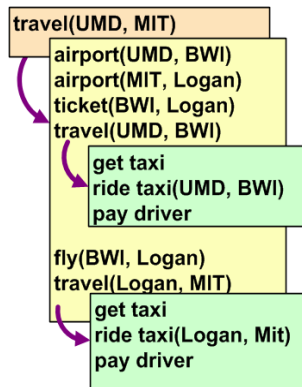 travel(UMD, MIT)
airport(UMD, BWI)
airport(MIT, Logan)
ticket(BWI, Logan)
travel(UMD, BWI)
get taxi
ride taxi(UMD, BWI)
pay driver
fly(BWI, Logan)
travel(Logan, MIT)
get taxi
ride taxi(Logan, Mit)
pay driver